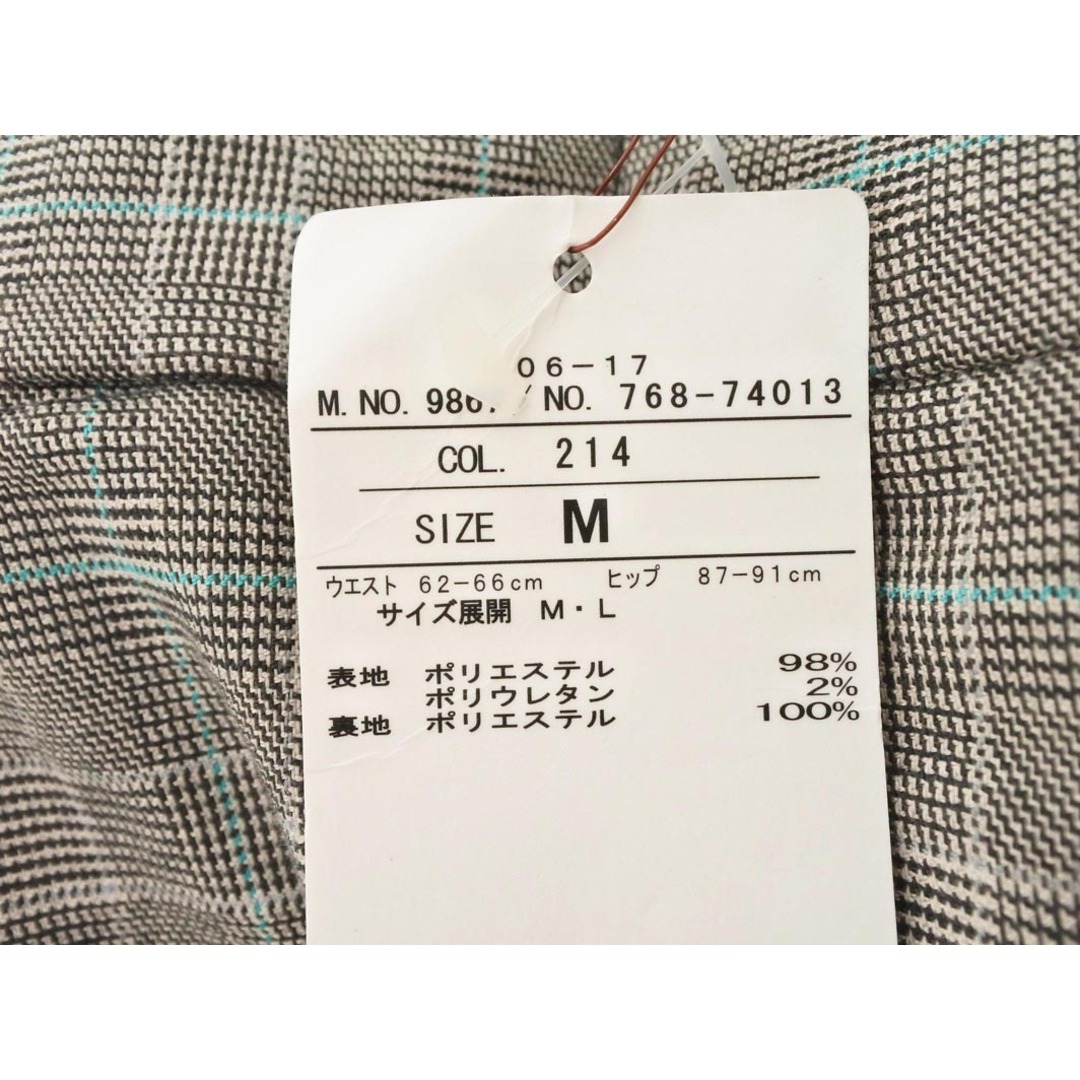 06-17
M. NO. NO. 768-74013
COL. 214
SIZE M
ウエスト 62-66cm ヒップ 87-91cm
サイズ展開 M・L
表地 ポリエステル 98%
ポリウレタン 2%
裏地 ポリエステル 100%